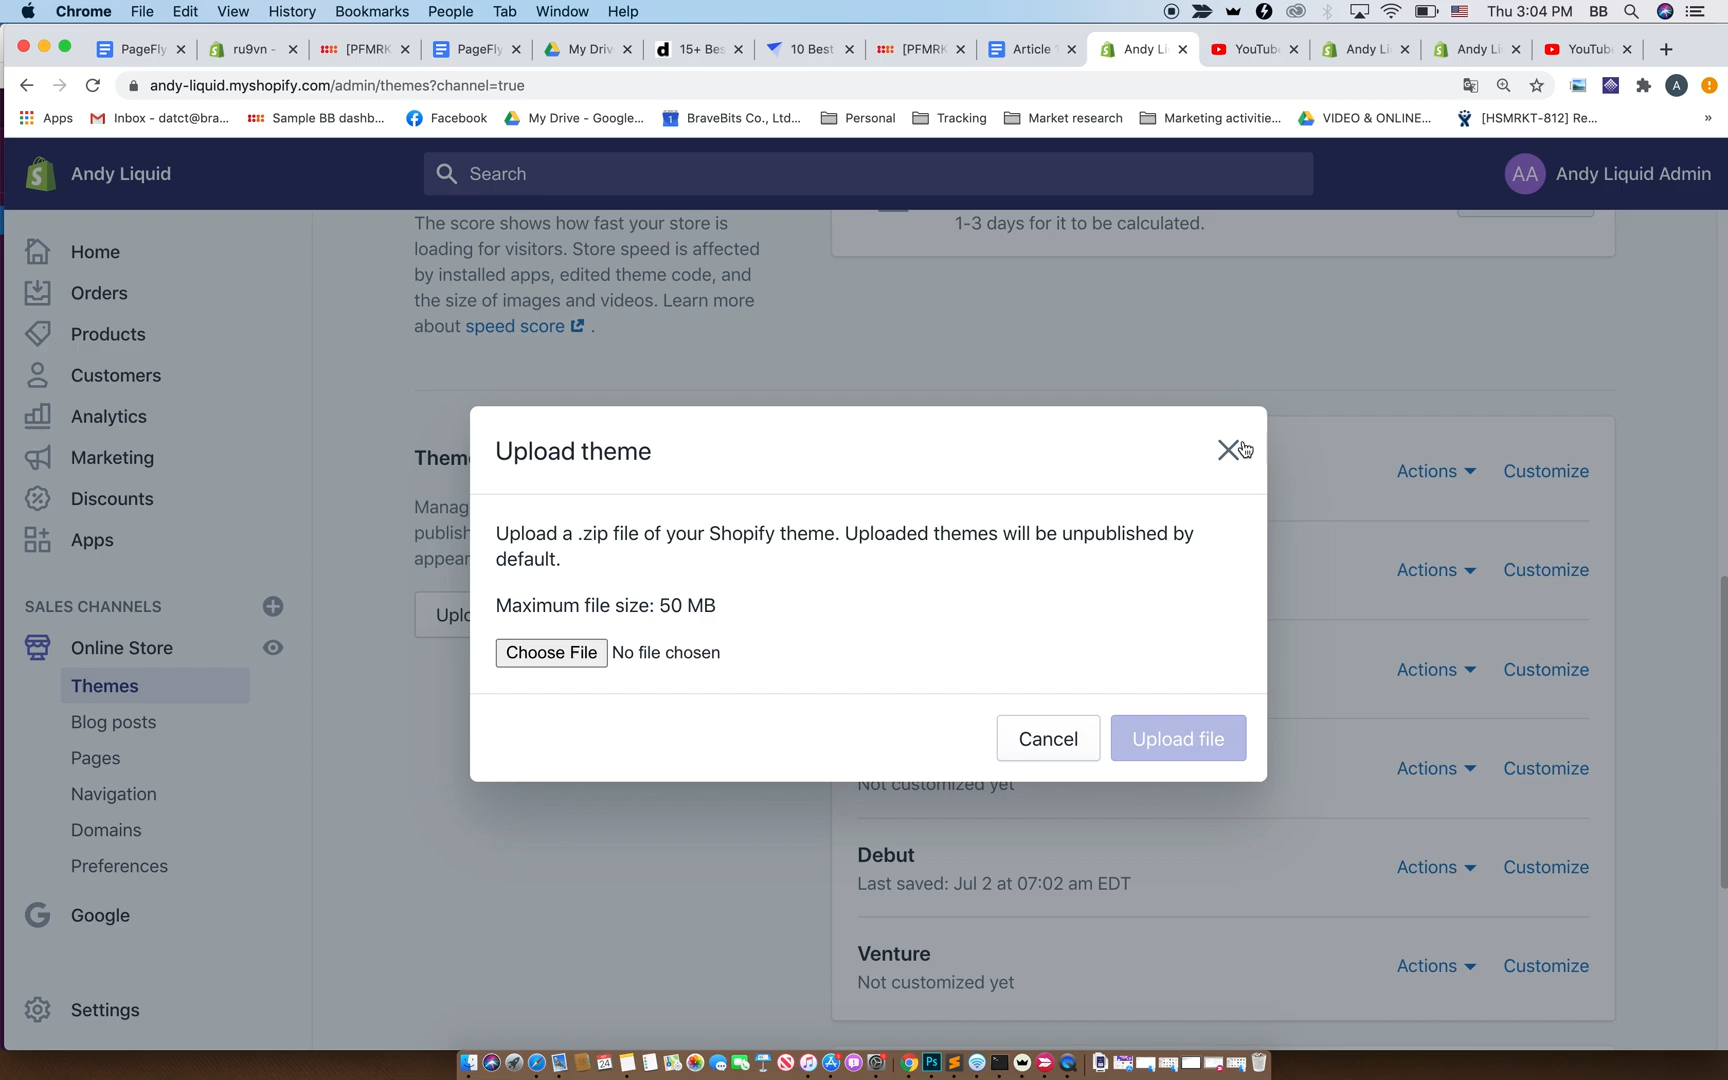 Chrome File Edit View History Bookmarks People Tab Window Help Thu 3:04 PM BB
PageFly ru9vn - [PFMRK PageFly My Driv 15+ Bes 10 Best [PFMRK Article Andy Li YouTube Andy Li Andy Li YouTube
andy-liquid.myshopify.com/admin/themes?channel=true
Apps Inbox - datct@bra... Sample BB dashb... Facebook My Drive - Google... BraveBits Co., Ltd... Personal Tracking Market research Marketing activitie... VIDEO & ONLINE... [HSMRKT-812] Re... »
Andy Liquid Search AA Andy Liquid Admin
Home
Orders
Products
Customers
Analytics
Marketing
Discounts
Apps
SALES CHANNELS
Online Store
Themes
Blog posts
Pages
Navigation
Domains
Preferences
Google
Settings
The score shows how fast your store is
loading for visitors. Store speed is affected
by installed apps, edited theme code, and
the size of images and videos. Learn more
about speed score .
1-3 days for it to be calculated.
Them
Manag
publish
appear
Uplo
Upload theme
Upload a .zip file of your Shopify theme. Uploaded themes will be unpublished by
default.
Maximum file size: 50 MB
Choose File No file chosen
Cancel Upload file
Actions Customize
Actions Customize
Actions Customize
Actions Customize
Not customized yet
Debut
Last saved: Jul 2 at 07:02 am EDT
Actions Customize
Venture
Not customized yet
Actions Customize